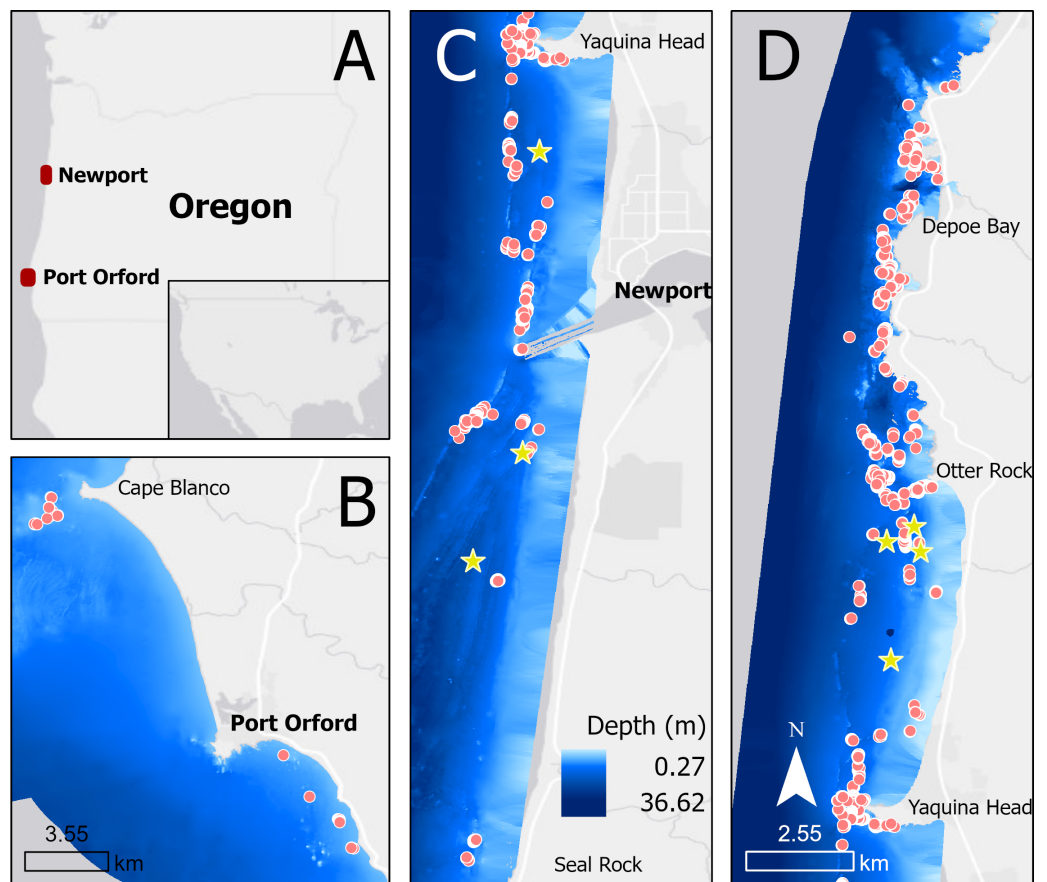 A
Newport
Oregon
Port Orford
B
Cape Blanco
Port Orford
3.55
km
C
Yaquina Head
Newport
Depth (m)
0.27
36.62
Seal Rock
D
Depoe Bay
Otter Rock
N
Yaquina Head
2.55
km